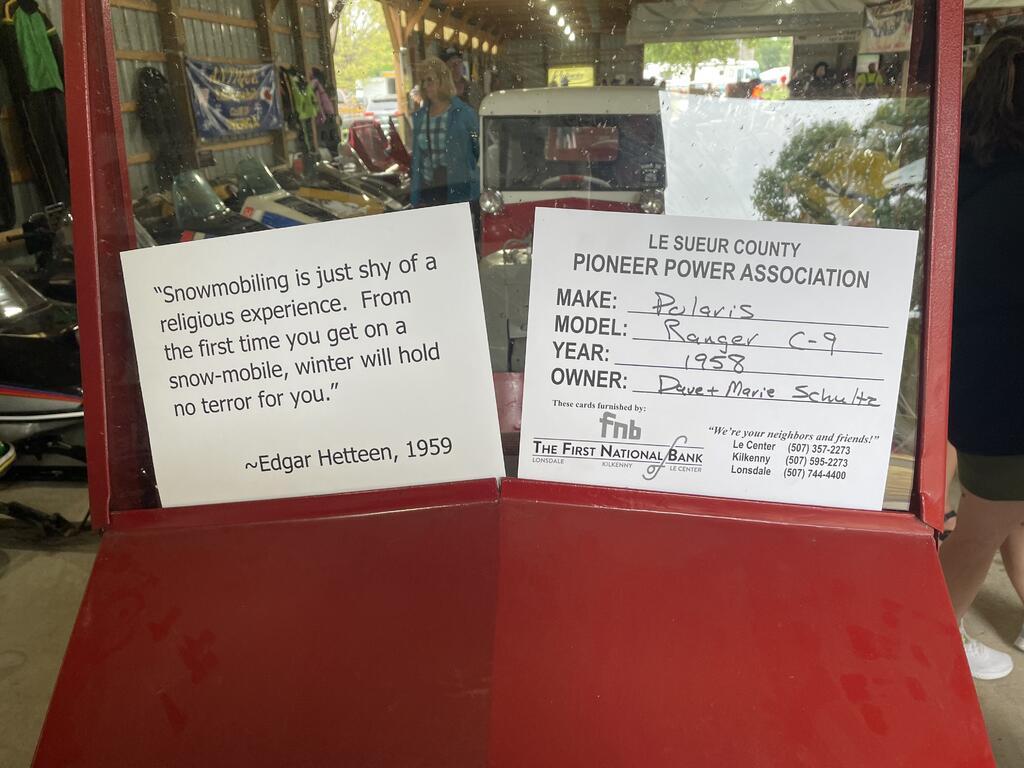 "Snowmobiling is just shy of a
religious experience. From
the first time you get on a
snow-mobile, winter will hold
no terror for you."
~Edgar Hetteen, 1959
LE SUEUR COUNTY
PIONEER POWER ASSOCIATION
MAKE: Polaris
MODEL: Ranger C-9
YEAR: 1958
OWNER: Dave + Marie Schultz
These cards furnished by:
fnb
THE FIRST NATIONAL BANK
of
LONSDALE KILKENNY LE CENTER
"We're your neighbors and friends!"
Le Center (507) 357-2273
Kilkenny (507) 595-2273
Lonsdale (507) 744-4400